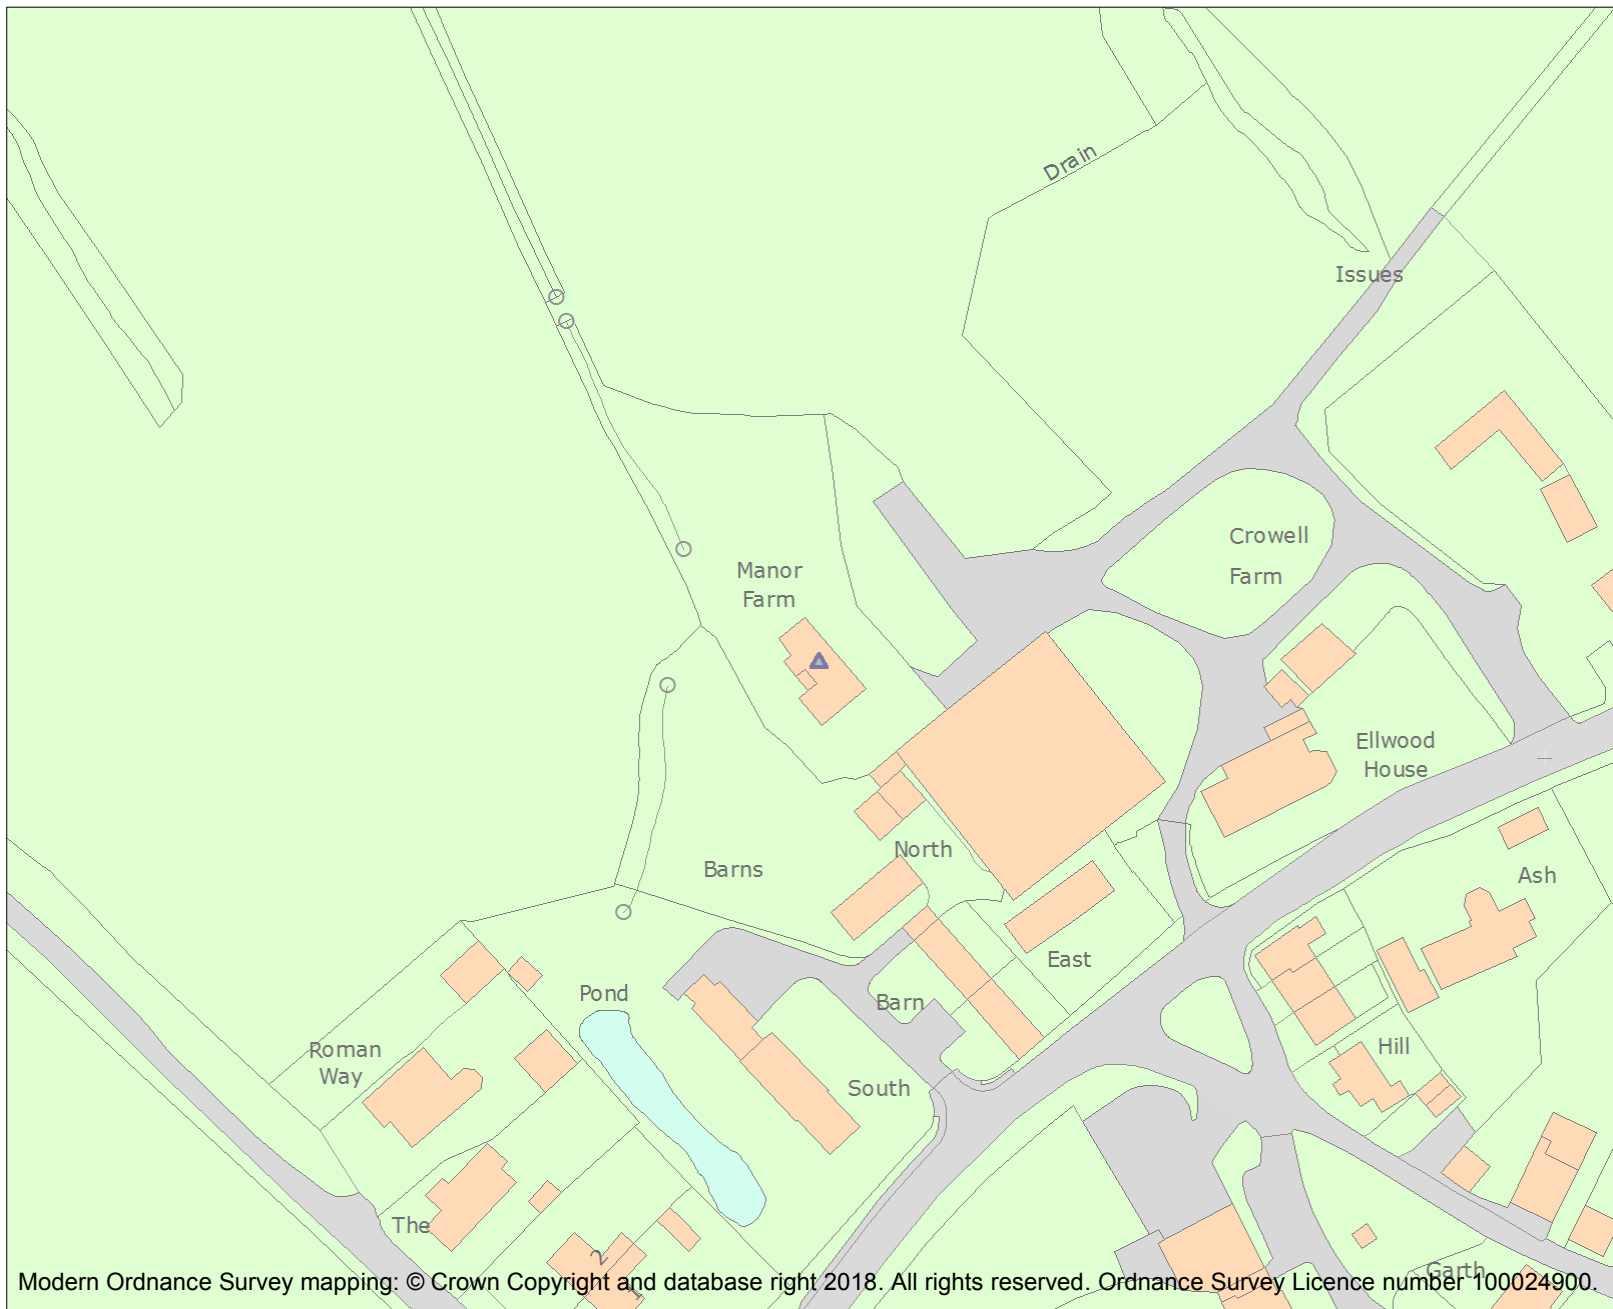 Drain
Issues
Crowell
Farm
Manor
Farm
Ellwood
House
North
Barns
Ash
East
Pond
Barn
Roman
Way
Hill
South
The
2
1
Garth
Modern Ordnance Survey mapping: © Crown Copyright and database right 2018. All rights reserved. Ordnance Survey Licence number 100024900.